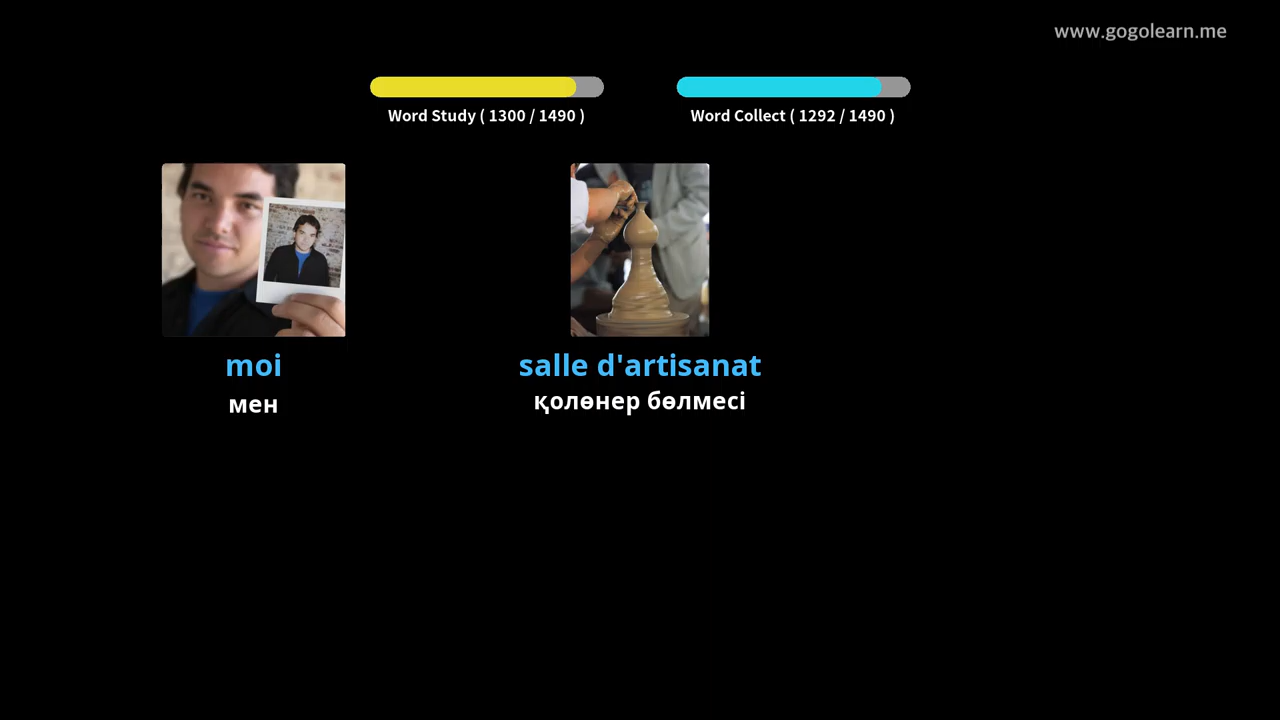 www.gogolearn.me
Word Study ( 1300 / 1490 )
Word Collect ( 1292 / 1490 )
moi
salle d'artisanat
мен
қолөнер бөлмесі